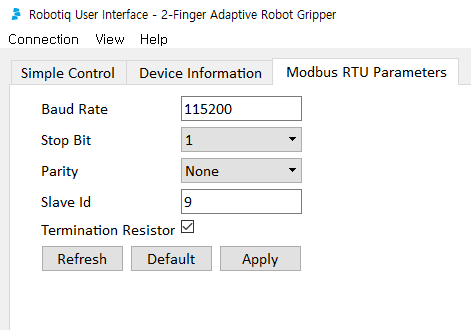 Robotiq User Interface - 2-Finger Adaptive Robot Gripper
Connection View Help
Simple Control Device Information Modbus RTU Parameters
Baud Rate 115200
Stop Bit 1
Parity None
Slave Id 9
Termination Resistor
Refresh Default Apply